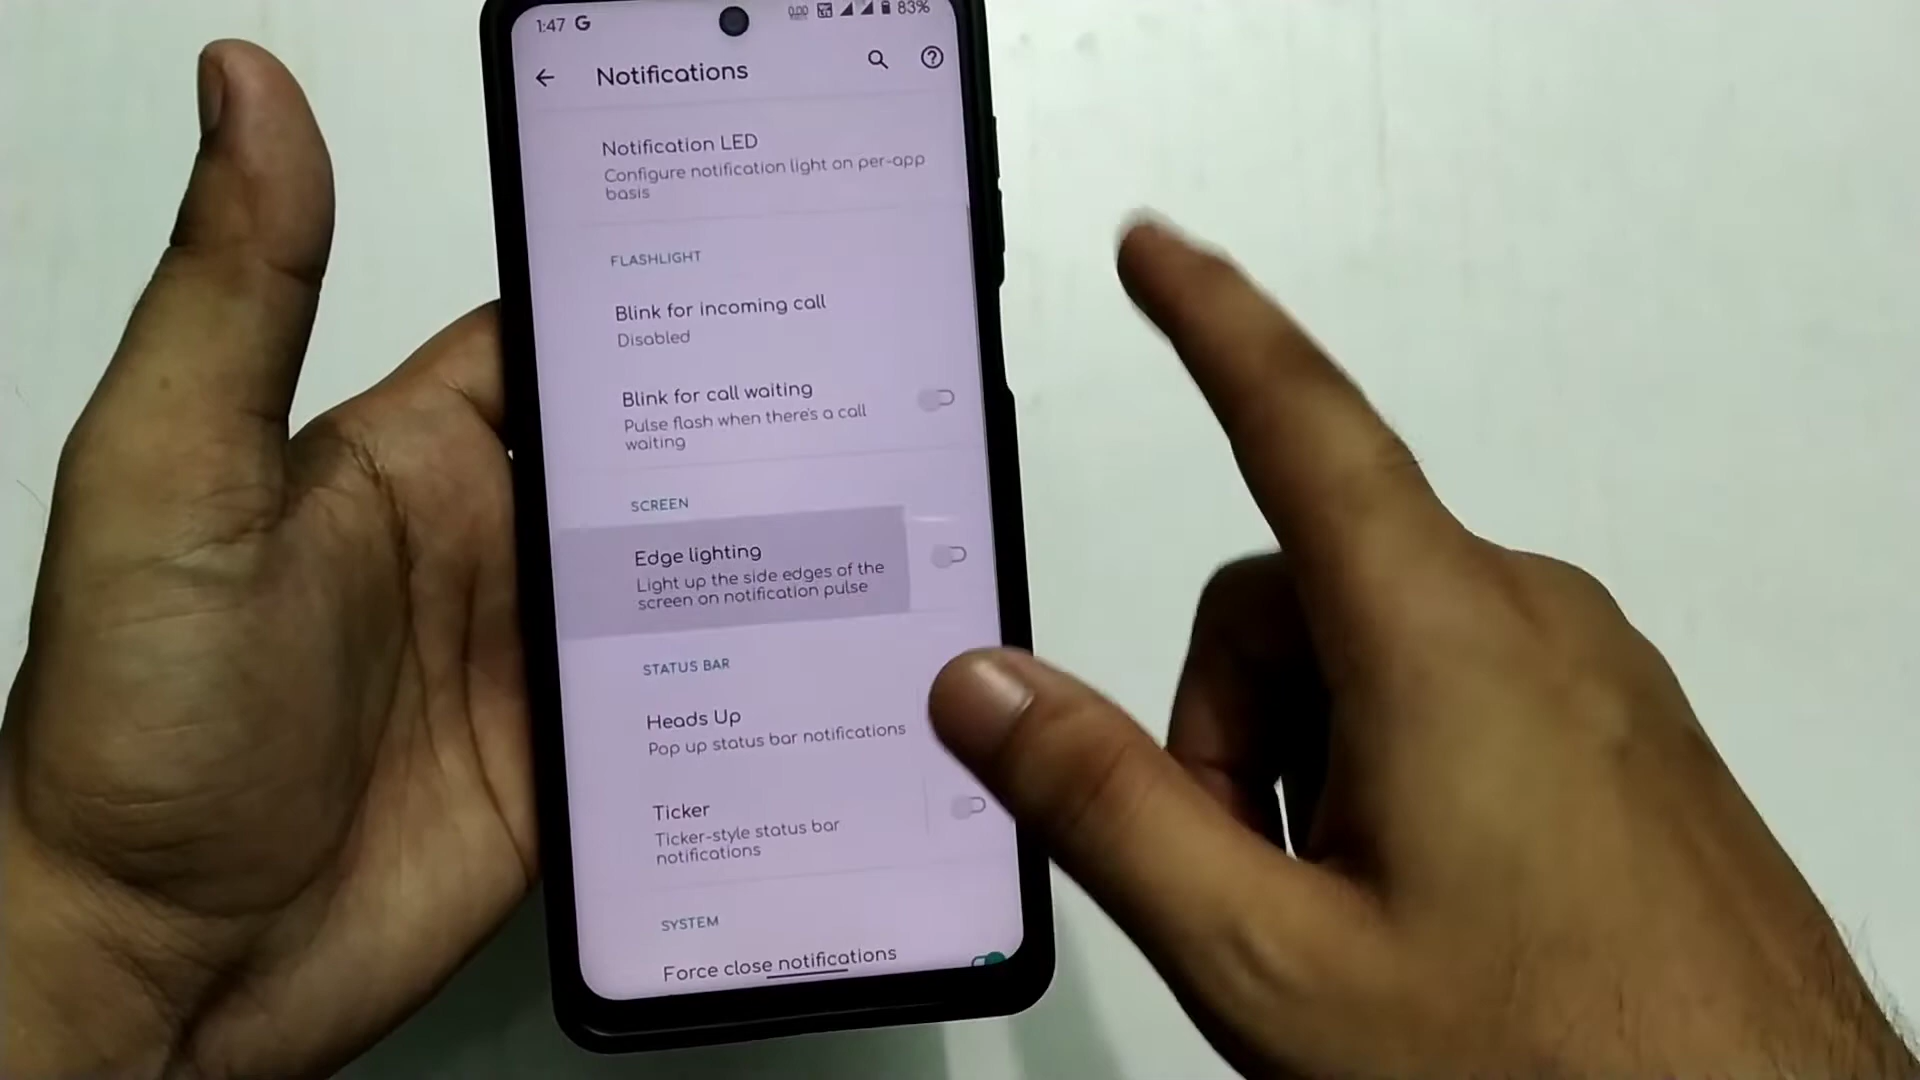 1:47 G
0.00
83%
Notifications
Notification LED
Configure notification light on per-app
basis
FLASHLIGHT
Blink for incoming call
Disabled
Blink for call waiting
Pulse flash when there's a call
waiting
SCREEN
Edge lighting
Light up the side edges of the
screen on notification pulse
STATUS BAR
Heads Up
Pop up status bar notifications
Ticker
Ticker-style status bar
notifications
SYSTEM
Force close notifications